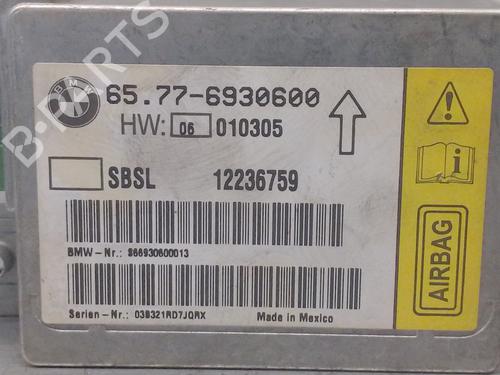 B-PARTS
BMW
65.77-6930600
HW: 06 010305
SBSL 12236759
BMW-Nr.: S66930600013
Serien-Nr.: 03B321RD7JQRX Made in Mexico
AIRBAG